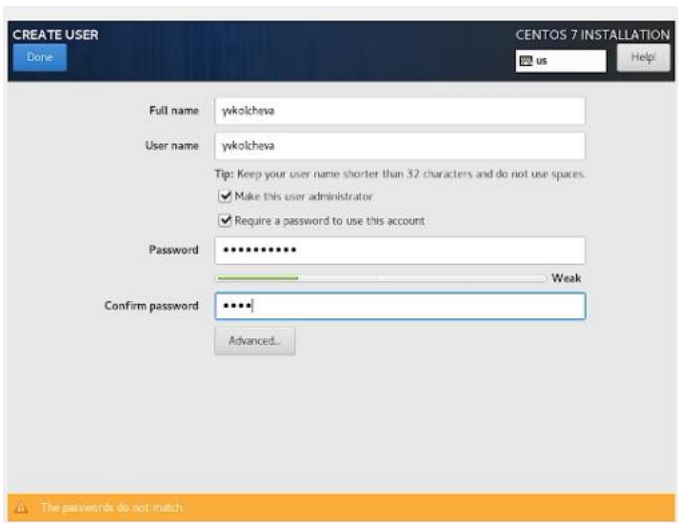 CREATE USER
CENTOS 7 INSTALLATION
Done
us
Help!
Full name
yvkolcheva
User name
yvkolcheva
Tip: Keep your user name shorter than 32 characters and do not use spaces.
Make this user administrator
Require a password to use this account
Password
••••••••••
Weak
Confirm password
••••
Advanced...
The passwords do not match.